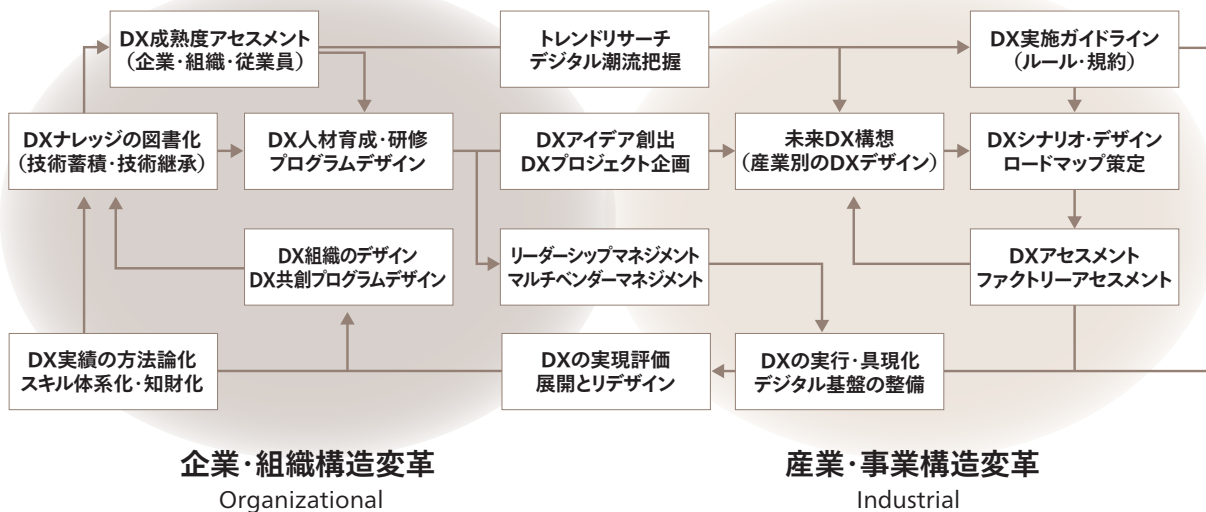 DX成熟度アセスメント
（企業・組織・従業員）
トレンドリサーチ
デジタル潮流把握
DX実施ガイドライン
（ルール・規約）
DXナレッジの図書化
（技術蓄積・技術継承）
DX人材育成・研修
プログラムデザイン
DXアイデア創出
DXプロジェクト企画
未来DX構想
（産業別のDXデザイン）
DXシナリオ・デザイン
ロードマップ策定
DX組織のデザイン
DX共創プログラムデザイン
リーダーシップマネジメント
マルチベンダーマネジメント
DXアセスメント
ファクトリーアセスメント
DX実績の方法論化
スキル体系化・知財化
DXの実現評価
展開とリデザイン
DXの実行・具現化
デジタル基盤の整備
企業・組織構造変革
Organizational
産業・事業構造変革
Industrial